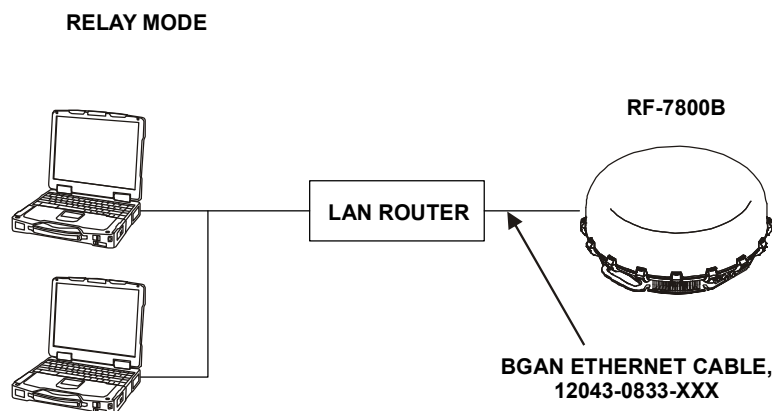 RELAY MODE
RF-7800B
LAN ROUTER
BGAN ETHERNET CABLE,
12043-0833-XXX